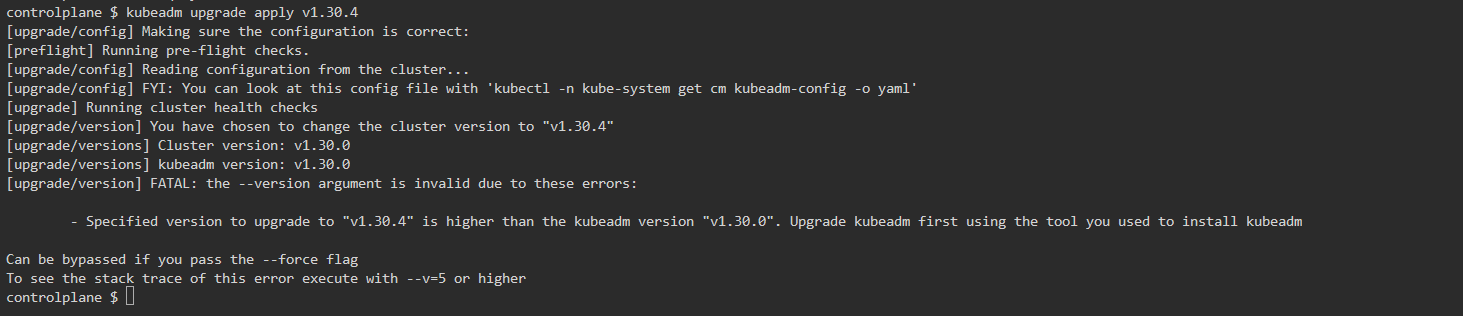 controlplane $ kubeadm upgrade apply v1.30.4
[upgrade/config] Making sure the configuration is correct:
[preflight] Running pre-flight checks.
[upgrade/config] Reading configuration from the cluster...
[upgrade/config] FYI: You can look at this config file with 'kubectl -n kube-system get cm kubeadm-config -o yaml'
[upgrade] Running cluster health checks
[upgrade/version] You have chosen to change the cluster version to "v1.30.4"
[upgrade/versions] Cluster version: v1.30.0
[upgrade/versions] kubeadm version: v1.30.0
[upgrade/version] FATAL: the --version argument is invalid due to these errors:
- Specified version to upgrade to "v1.30.4" is higher than the kubeadm version "v1.30.0". Upgrade kubeadm first using the tool you used to install kubeadm
Can be bypassed if you pass the --force flag
To see the stack trace of this error execute with --v=5 or higher
controlplane $